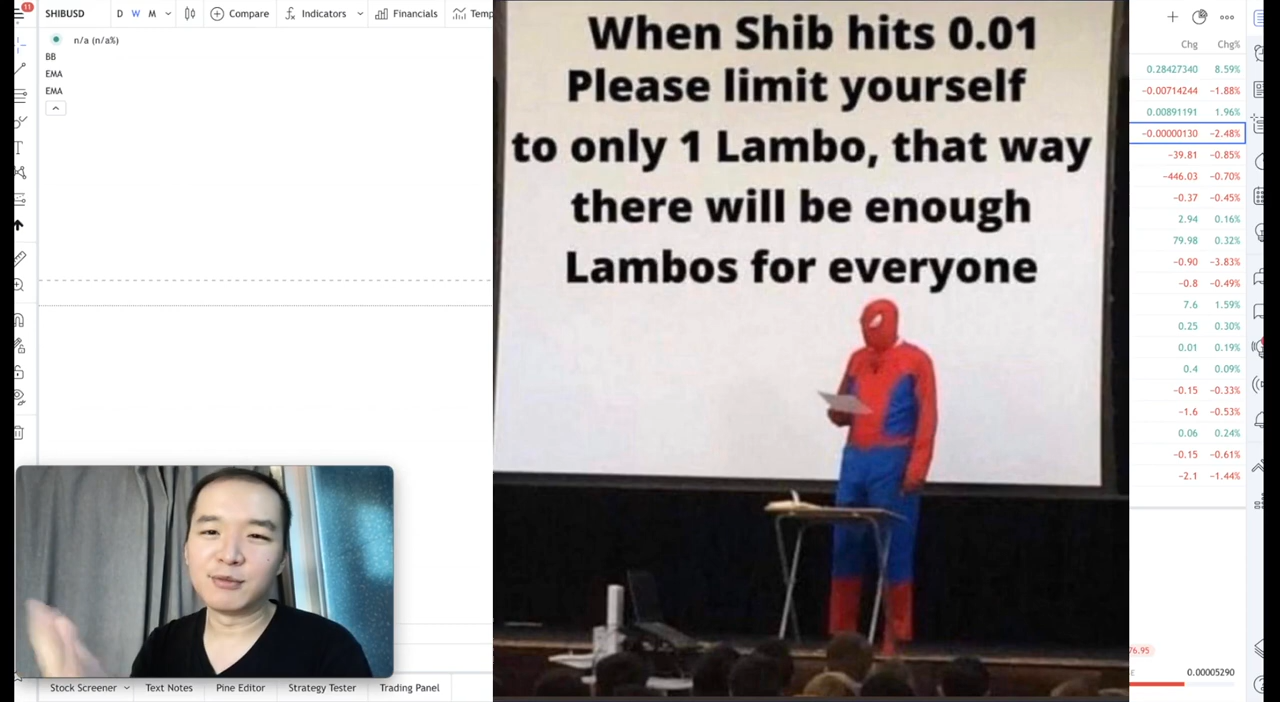 11
SHIBUSD
D W M
Compare
Indicators
Financials
Temp
n/a (n/a%)
BB
EMA
EMA
When Shib hits 0.01
Please limit yourself
to only 1 Lambo, that way
there will be enough
Lambos for everyone
Chg Chg%
0.28427340 8.59%
−0.00714244 −1.88%
0.00891191 1.96%
−0.00000130 −2.48%
−39.81 −0.85%
−446.03 −0.70%
−0.37 −0.45%
2.94 0.16%
79.98 0.32%
−0.90 −3.83%
−0.8 −0.49%
7.6 1.59%
0.25 0.30%
0.01 0.19%
0.4 0.09%
−0.15 −0.33%
−1.6 −0.53%
0.06 0.24%
−0.15 −0.61%
−2.1 −1.44%
76.95
E 0.00005290
Stock Screener
Text Notes
Pine Editor
Strategy Tester
Trading Panel